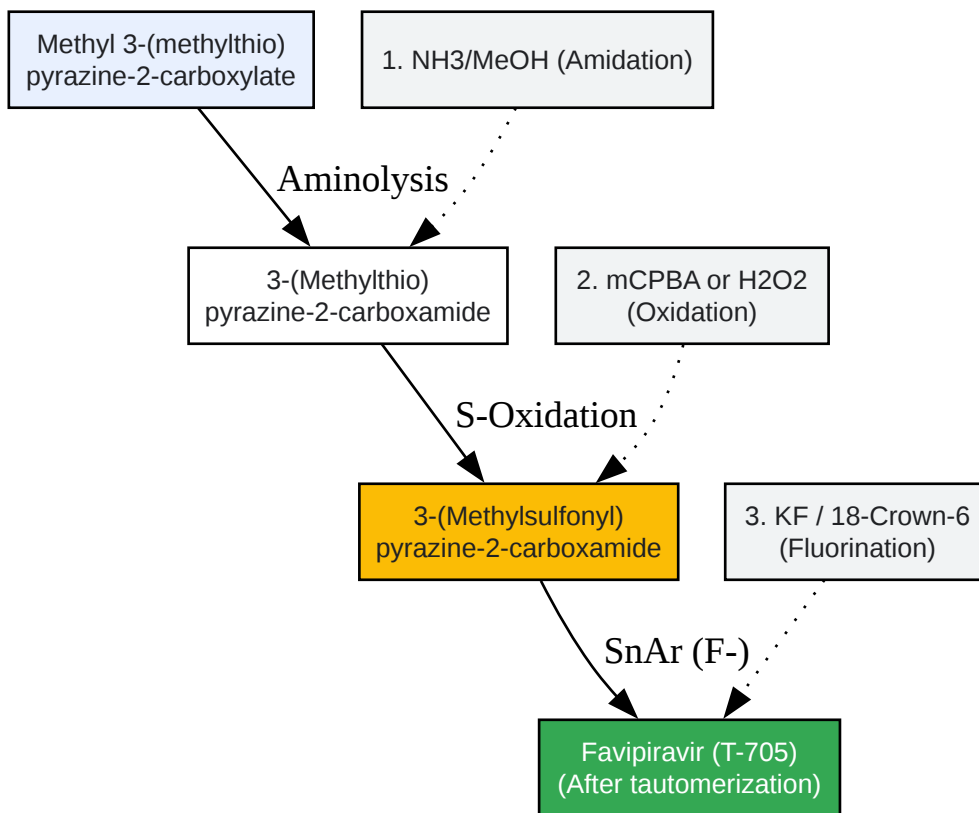 Methyl 3-(methylthio)
pyrazine-2-carboxylate
1. NH3/MeOH (Amidation)
Aminolysis
3-(Methylthio)
pyrazine-2-carboxamide
2. mCPBA or H2O2
(Oxidation)
S-Oxidation
3-(Methylsulfonyl)
pyrazine-2-carboxamide
3. KF / 18-Crown-6
(Fluorination)
SnAr (F-)
Favipiravir (T-705)
(After tautomerization)